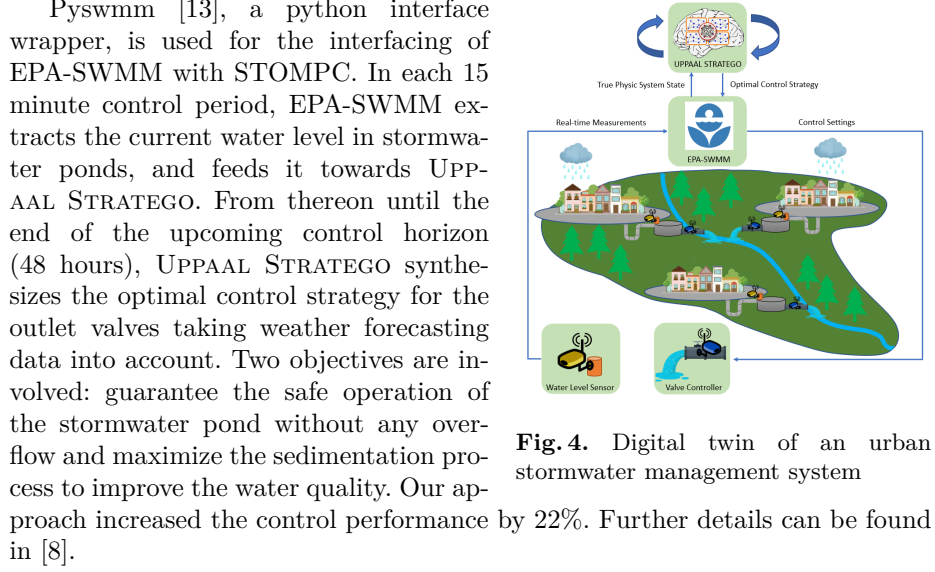 Pyswmm [13], a python interface
wrapper, is used for the interfacing of
EPA-SWMM with STOMPC. In each 15
minute control period, EPA-SWMM ex-
tracts the current water level in stormwa-
ter ponds, and feeds it towards UPP-
AAL STRATEGO. From thereon until the
end of the upcoming control horizon
(48 hours), UPPAAL STRATEGO synthe-
sizes the optimal control strategy for the
outlet valves taking weather forecasting
data into account. Two objectives are in-
volved: guarantee the safe operation of
the stormwater pond without any over-
flow and maximize the sedimentation pro-
cess to improve the water quality. Our ap-
proach increased the control performance by 22%. Further details can be found
in [8].
UPPAAL STRATEGO
True Physic System State
Optimal Control Strategy
Real-time Measurements
Control Settings
EPA-SWMM
Water Level Sensor
Valve Controller
Fig. 4. Digital twin of an urban
stormwater management system